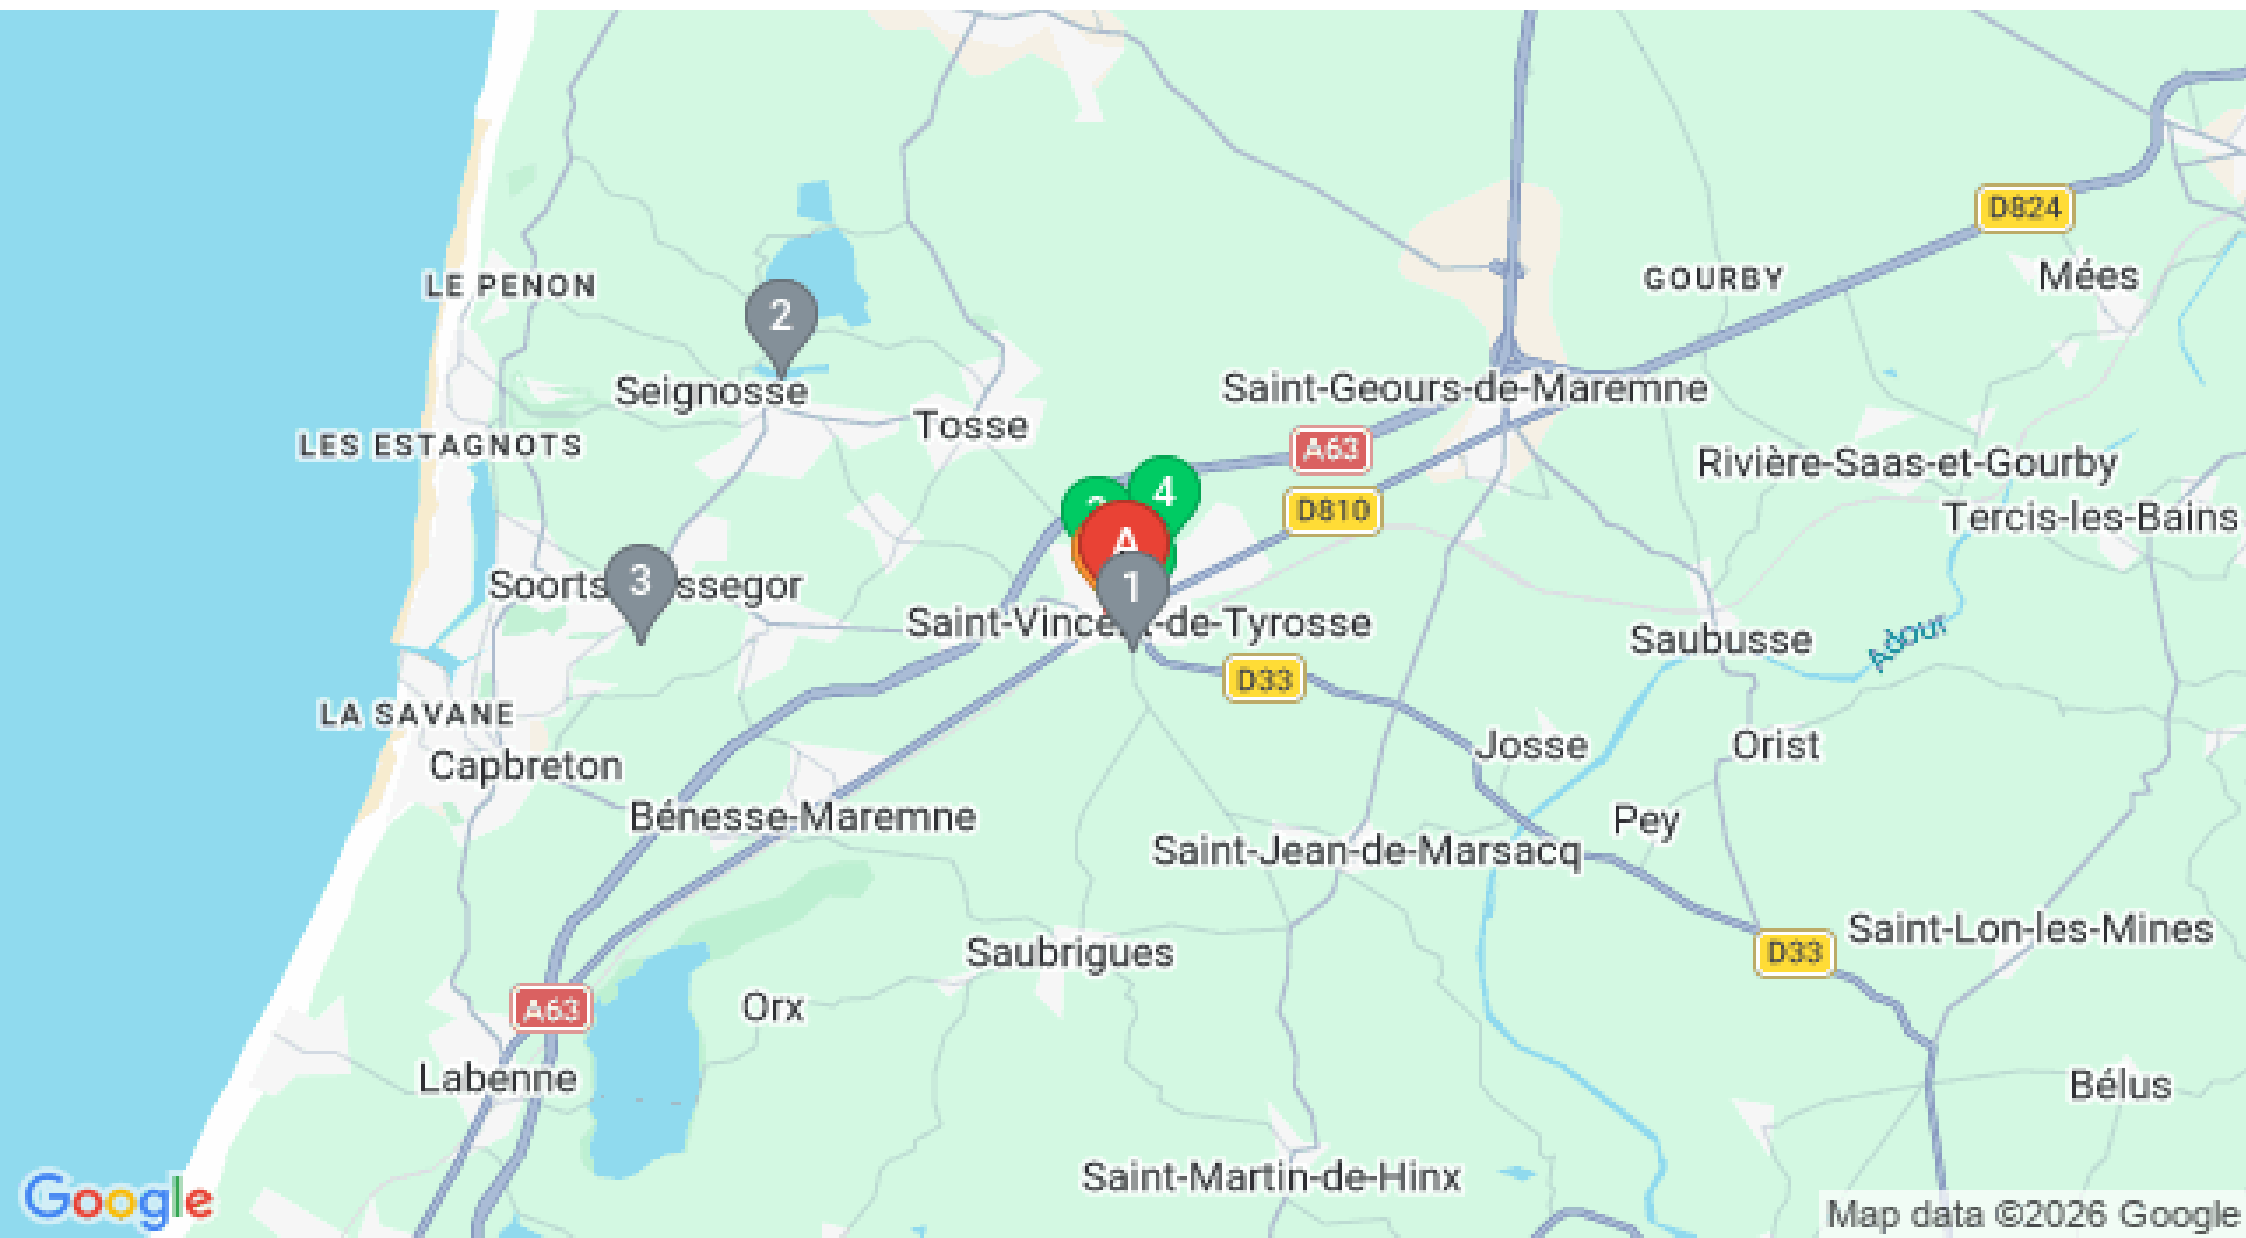 D824
LE PENON
GOURBY
Mées
2
Seignosse
Saint-Geours-de-Maremne
Tosse
LES ESTAGNOTS
A63
Rivière-Saas-et-Gourby
4
D810
Tercis-les-Bains
A
Soorts
3
ssegor
1
Saint-Vincent-de-Tyrosse
Saubusse
Adour
D33
LA SAVANE
Josse
Orist
Capbreton
Bénesse-Maremne
Pey
Saint-Jean-de-Marsacq
Saint-Lon-les-Mines
Saubrigues
D33
Orx
A63
Labenne
Bélus
Saint-Martin-de-Hinx
Google
Map data ©2026 Google